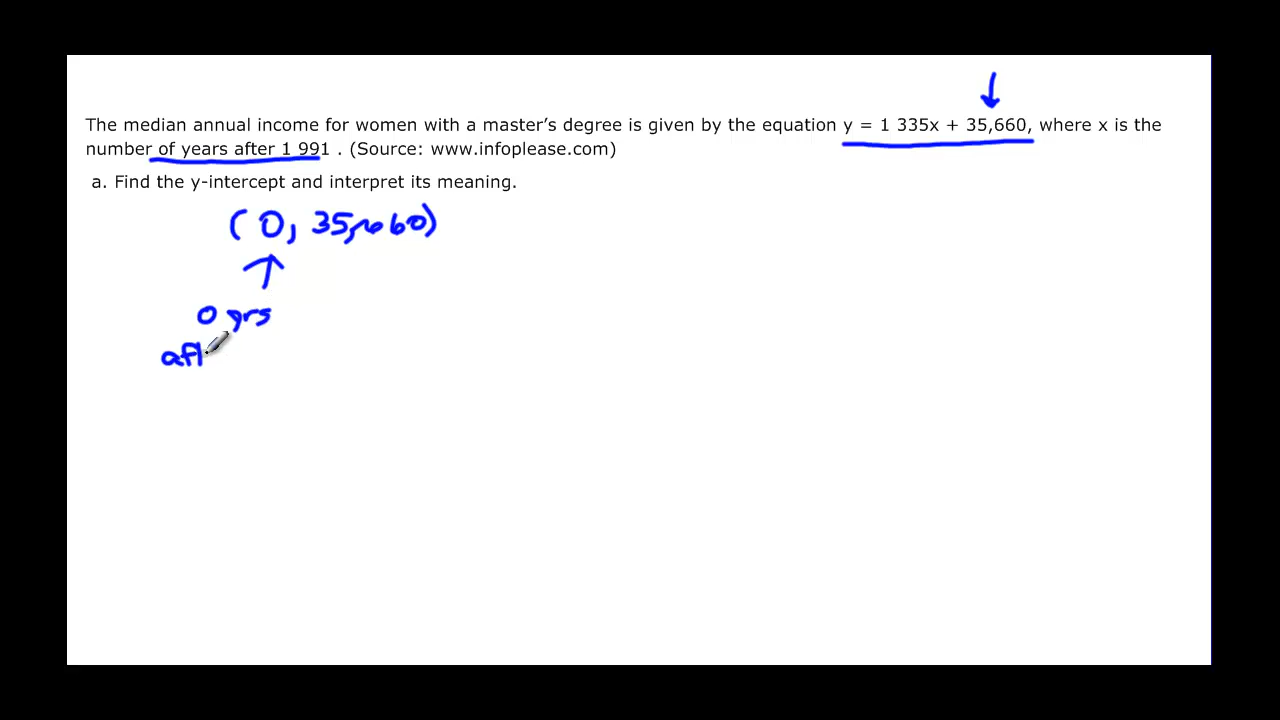 The median annual income for women with a master's degree is given by the equation y = 1 335x + 35,660, where x is the
number of years after 1 991 . (Source: www.infoplease.com)
a. Find the y-intercept and interpret its meaning.
(0, 35,660)
0 yrs
aft